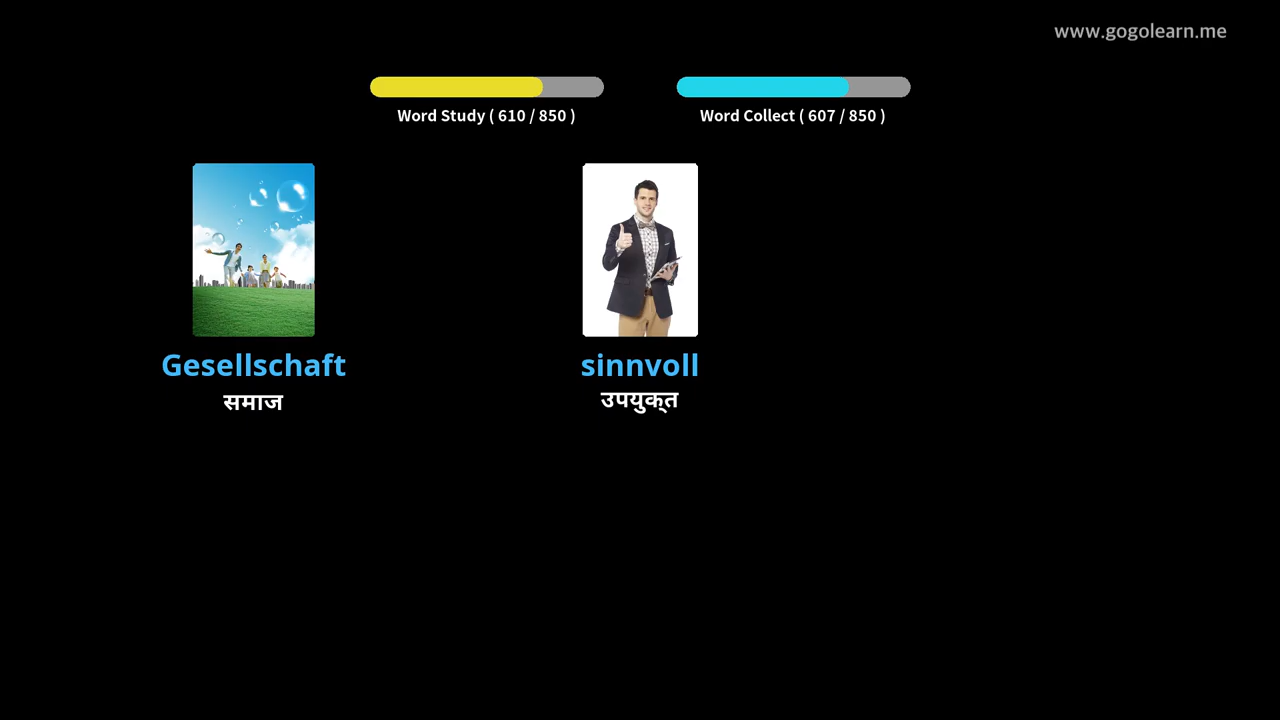 www.gogolearn.me
Word Study ( 610 / 850 )
Word Collect ( 607 / 850 )
Gesellschaft
समाज
sinnvoll
उपयुक्त